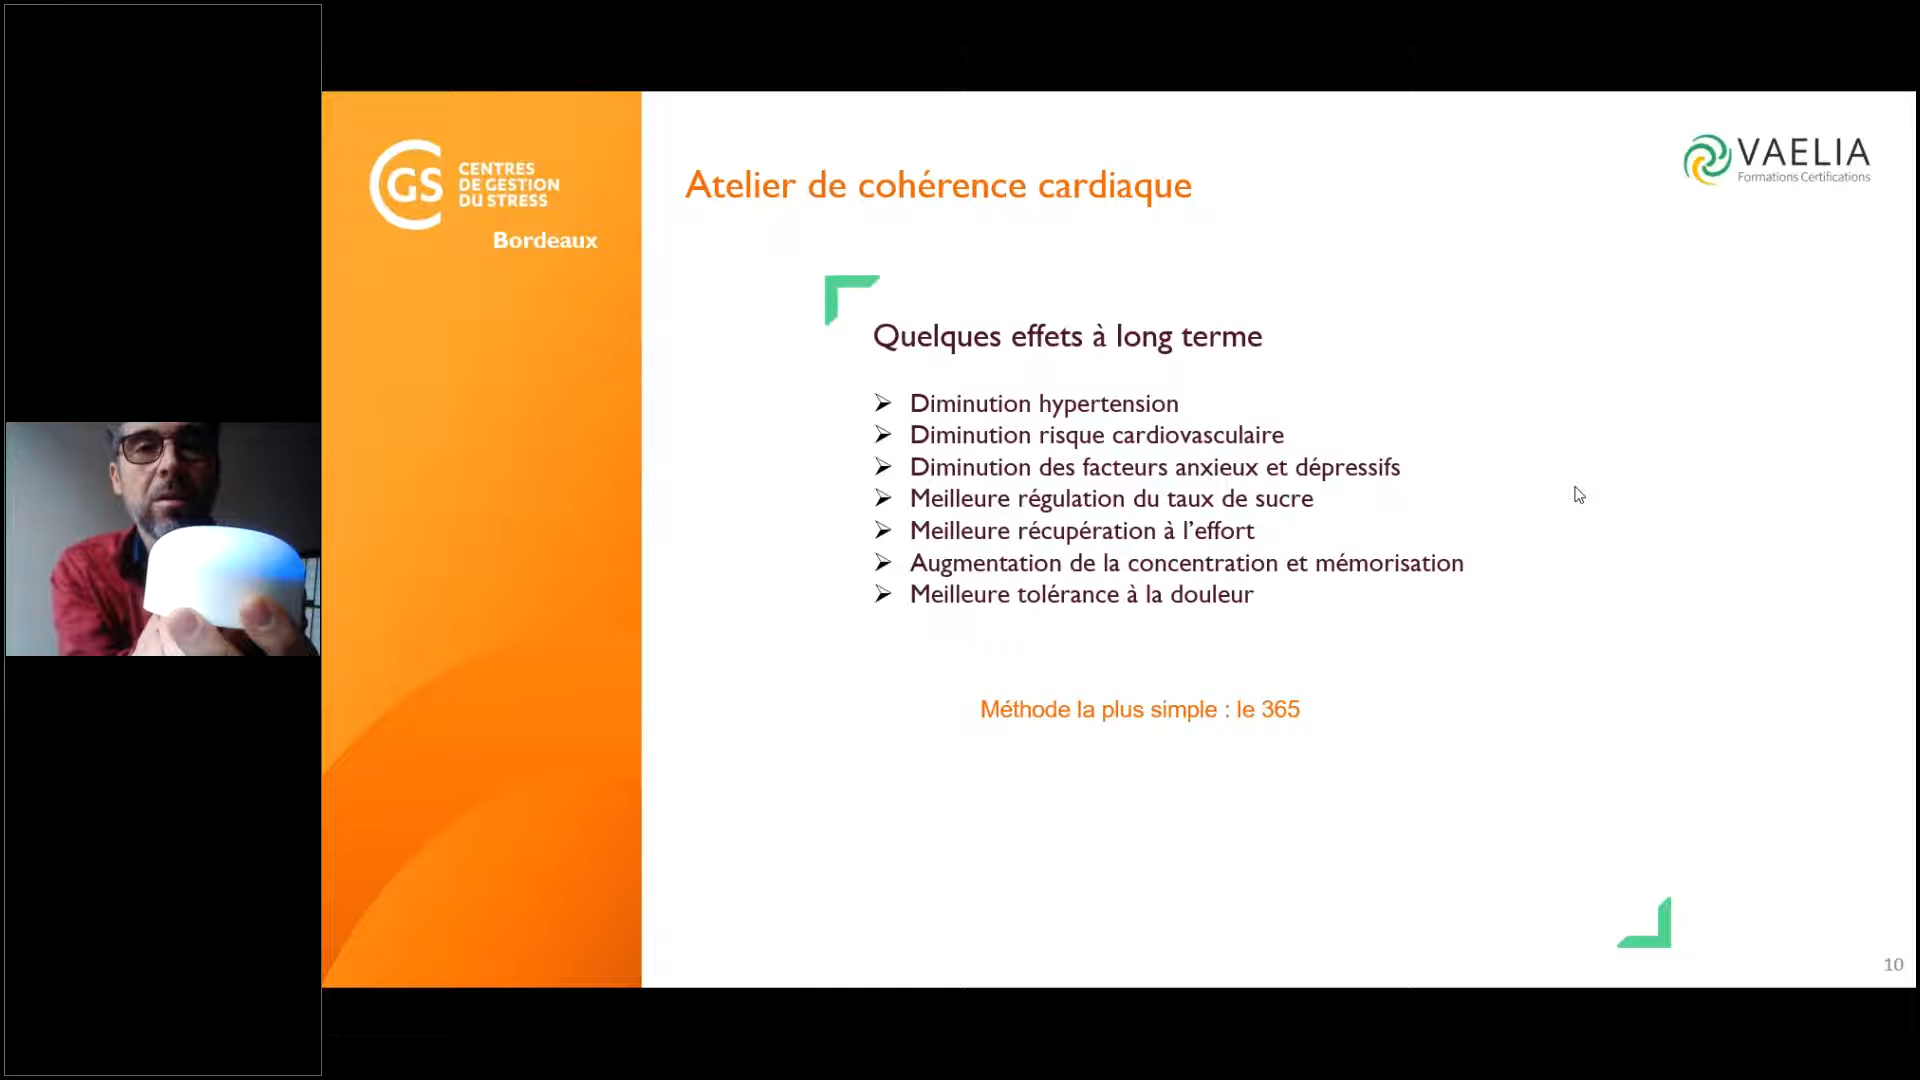 GS
CENTRES
DE GESTION
DU STRESS
Bordeaux
VAELIA
Formations Certifications
Atelier de cohérence cardiaque
Quelques effets à long terme
Diminution hypertension
Diminution risque cardiovasculaire
Diminution des facteurs anxieux et dépressifs
Meilleure régulation du taux de sucre
Meilleure récupération à l’effort
Augmentation de la concentration et mémorisation
Meilleure tolérance à la douleur
Méthode la plus simple : le 365
10